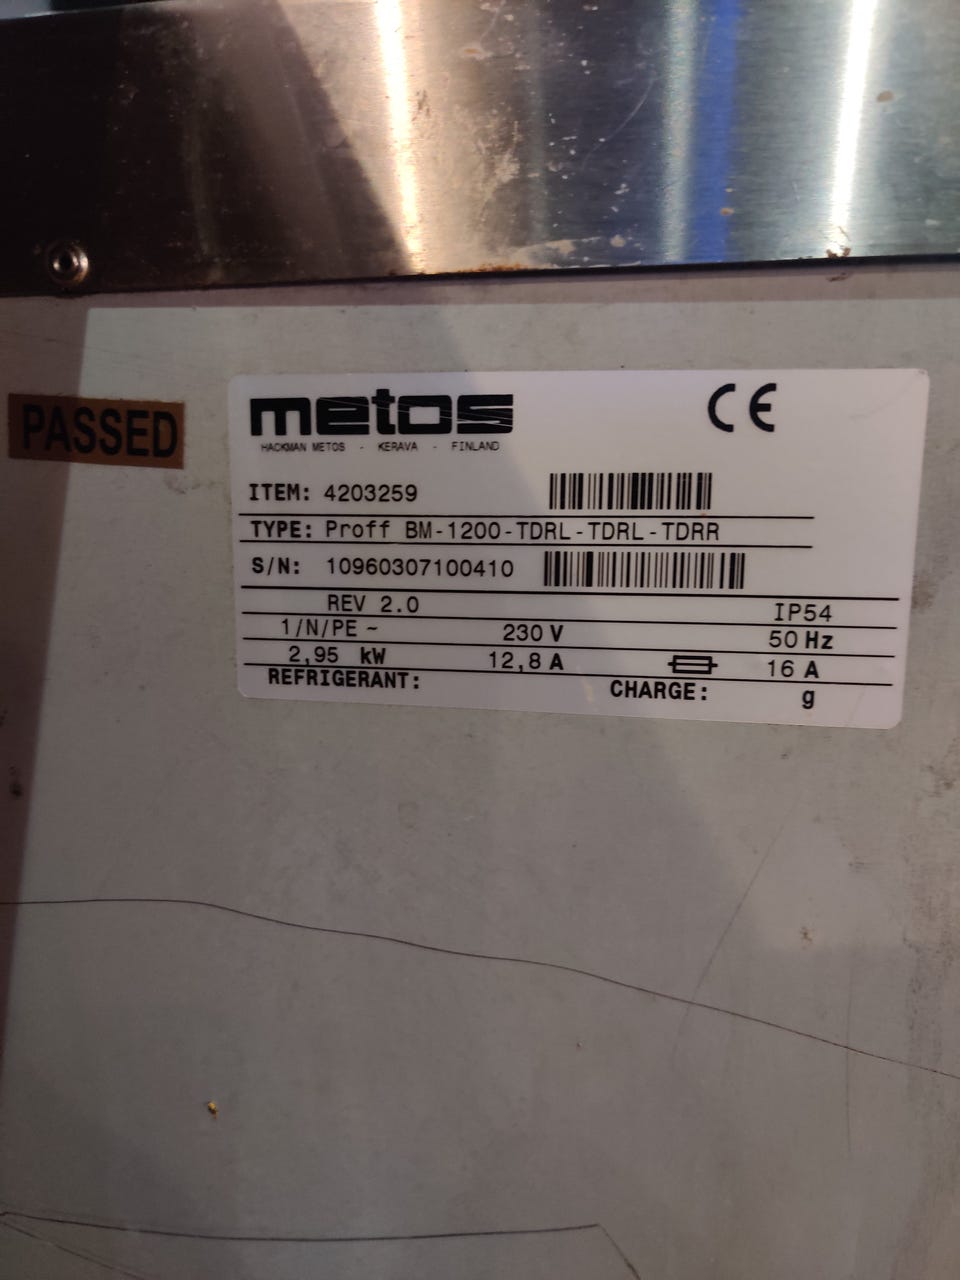 PASSED
metos
HACKMAN METOS - KERAVA - FINLAND
CE
ITEM: 4203259
TYPE: Proff BM-1200-TDRL-TDRL-TDRR
S/N: 10960307100410
REV 2.0 IP54
1/N/PE ~ 230 V 50 Hz
2,95 kW 12,8 A 16 A
REFRIGERANT: CHARGE: g